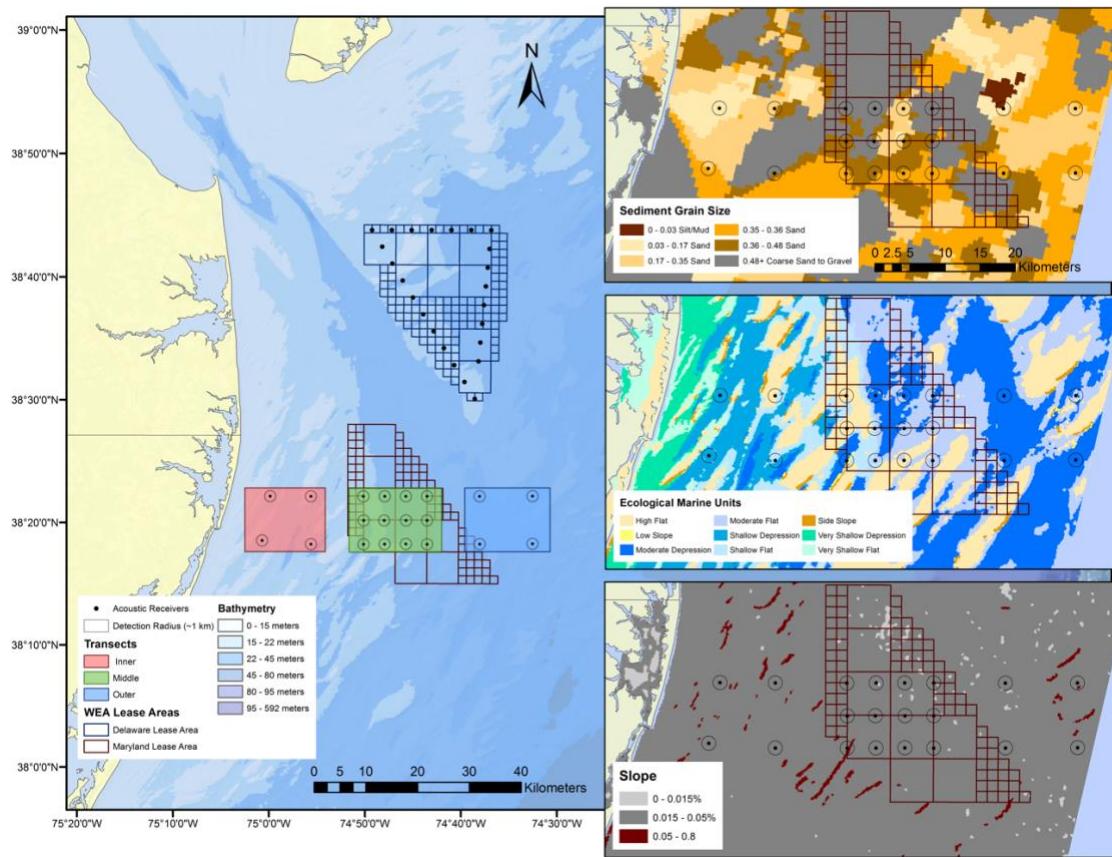 39°0'0"N
38°50'0"N
38°40'0"N
38°30'0"N
38°20'0"N
38°10'0"N
38°0'0"N
N
Acoustic Receivers
Detection Radius (~1 km)
Transects
Inner
Middle
Outer
WEA Lease Areas
Delaware Lease Area
Maryland Lease Area
Bathymetry
0 - 15 meters
15 - 22 meters
22 - 45 meters
45 - 80 meters
80 - 95 meters
95 - 592 meters
0 10 20 30 40
Kilometers
75°20'0"W 75°10'0"W 75°0'0"W 74°50'0"W 74°40'0"W 74°30'0"W
Sediment Grain Size
0 - 0.03 Silt/Mud
0.03 - 0.17 Sand
0.17 - 0.35 Sand
0.35 - 0.36 Sand
0.36 - 0.48 Sand
0.48+ Coarse Sand to Gravel
0 2.5 5 10 15 20
Kilometers
Ecological Marine Units
High Flat
Low Slope
Moderate Depression
Moderate Flat
Shallow Depression
Shallow Flat
Side Slope
Very Shallow Depression
Very Shallow Flat
Slope
0 - 0.015%
0.015 - 0.05%
0.05 - 0.8